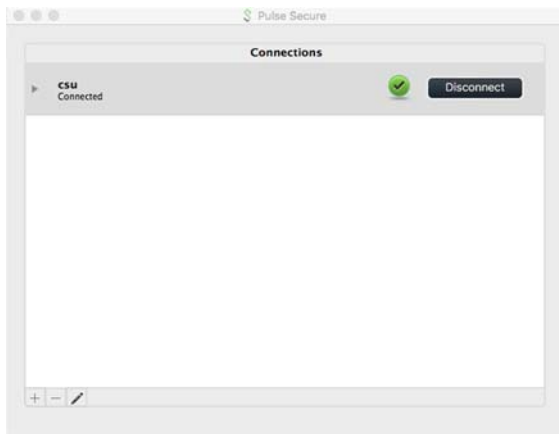 Pulse Secure
Connections
csu
Connected
Disconnect